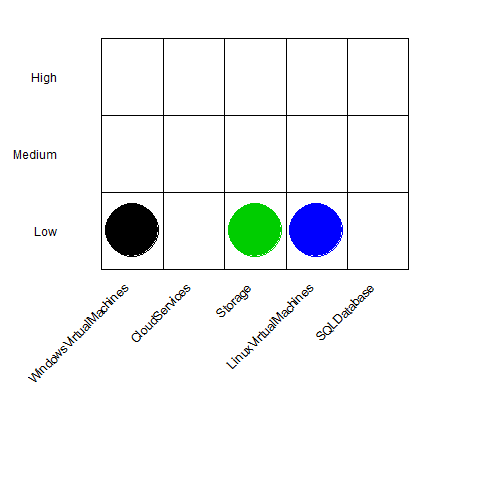 High
Medium
Low
WindowsVirtualMachines
CloudServices
Storage
LinuxVirtualMachines
SQLDatabase